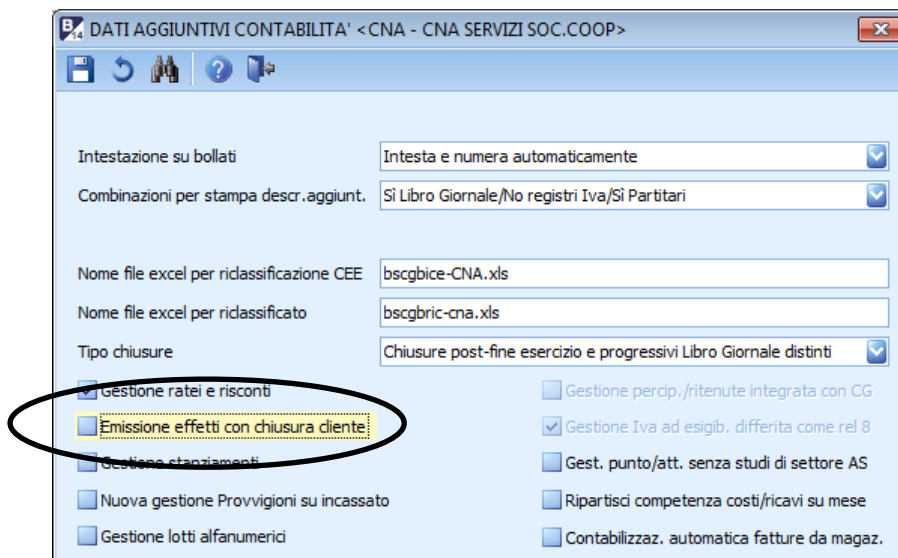 B 14 DATI AGGIUNTIVI CONTABILITA' <CNA - CNA SERVIZI SOC.COOP>
Intestazione su bollati Intesta e numera automaticamente
Combinazioni per stampa descr.aggiunt. Sì Libro Giornale/No registri Iva/Sì Partitari
Nome file excel per riclassificazione CEE bscgbice-CNA.xls
Nome file excel per riclassificato bscgbric-cna.xls
Tipo chiusure Chiusure post-fine esercizio e progressivi Libro Giornale distinti
Gestione ratei e risconti Gestione percip./ritenute integrata con CG
Emissione effetti con chiusura cliente Gestione Iva ad esigib. differita come rel 8
Gestione stanziamenti Gest. punto/att. senza studi di settore AS
Nuova gestione Provvigioni su incassato Ripartisci competenza costi/ricavi su mese
Gestione lotti alfanumerici Contabilizzaz. automatica fatture da magaz.